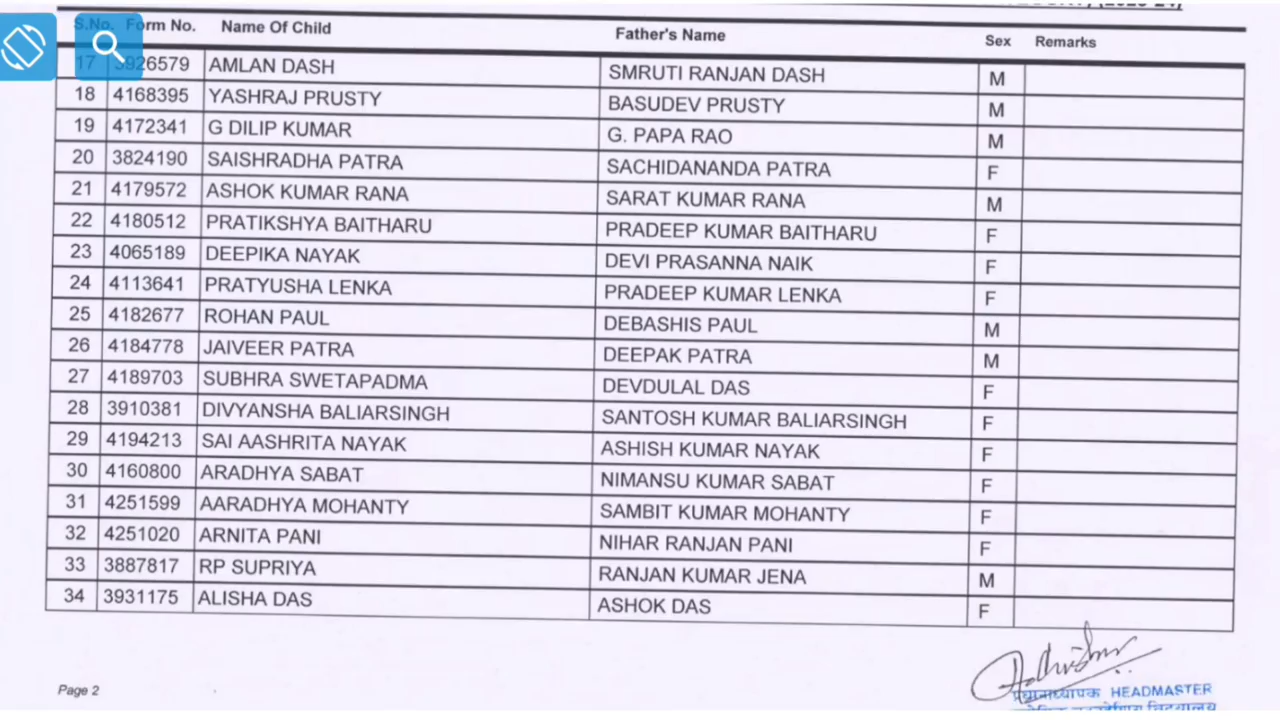 S.No. Form No. Name Of Child Father's Name Sex Remarks
17 3926579 AMLAN DASH SMRUTI RANJAN DASH M
18 4168395 YASHRAJ PRUSTY BASUDEV PRUSTY M
19 4172341 G DILIP KUMAR G. PAPA RAO M
20 3824190 SAISHRADHA PATRA SACHIDANANDA PATRA F
21 4179572 ASHOK KUMAR RANA SARAT KUMAR RANA M
22 4180512 PRATIKSHYA BAITHARU PRADEEP KUMAR BAITHARU F
23 4065189 DEEPIKA NAYAK DEVI PRASANNA NAIK F
24 4113641 PRATYUSHA LENKA PRADEEP KUMAR LENKA F
25 4182677 ROHAN PAUL DEBASHIS PAUL M
26 4184778 JAIVEER PATRA DEEPAK PATRA M
27 4189703 SUBHRA SWETAPADMA DEVDULAL DAS F
28 3910381 DIVYANSHA BALIARSINGH SANTOSH KUMAR BALIARSINGH F
29 4194213 SAI AASHRITA NAYAK ASHISH KUMAR NAYAK F
30 4160800 ARADHYA SABAT NIMANSU KUMAR SABAT F
31 4251599 AARADHYA MOHANTY SAMBIT KUMAR MOHANTY F
32 4251020 ARNITA PANI NIHAR RANJAN PANI F
33 3887817 RP SUPRIYA RANJAN KUMAR JENA M
34 3931175 ALISHA DAS ASHOK DAS F
Page 2
प्रधानाध्यापक HEADMASTER